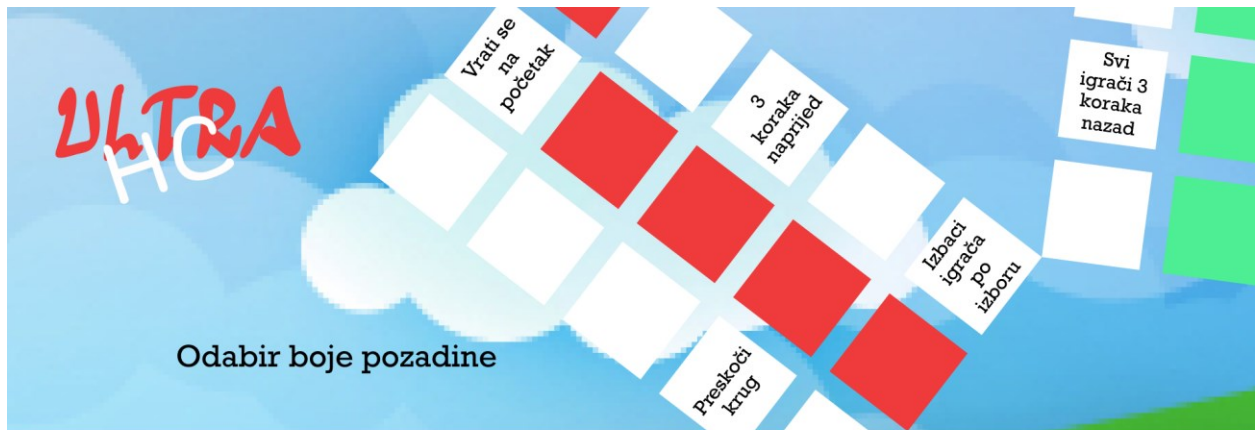 Vrati se
na
početak
3
koraka
naprijed
Svi
igrači 3
koraka
nazad
UlTRA
HC
Izbaci
igrača
po
izboru
Odabir boje pozadine
Preskoči
krug